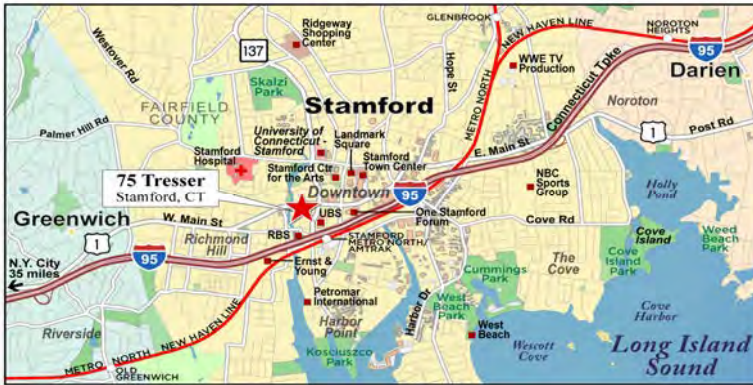 Ridgeway
Shopping
Center
GLENBROOK
NEW HAVEN LINE
NOROTON
HEIGHTS
95
Westover Rd
137
Hope St
WWE TV
Production
Connecticut Tpke
Darien
Skalzi
Park
METRO NORTH
Noroton
FAIRFIELD
COUNTY
Stamford
1
Post Rd
Palmer Hill Rd
University of
Connecticut -
Stamford
Landmark
Square
E. Main St
Stamford
Hospital
Stamford Ctr
for the Arts
Stamford
Town Center
75 Tresser
Stamford, CT
Downtown
95
NBC
Sports
Group
Holly
Pond
Greenwich
W. Main St
UBS
One Stamford
Forum
Cove Rd
Weed Beach
Park
1
Richmond
Hill
RBS
STAMFORD
METRO NORTH/
AMTRAK
Cove
Island
N.Y. City
35 miles
95
Ernst &
Young
The
Cove
Cove
Island
Park
Petromar
International
Cummings
Park
Riverside
NEW HAVEN LINE
Harbor
Point
Harbor Dr
West
Beach
Park
Cove
Harbor
West
Beach
Wescott
Cove
Long Island
Sound
Kosciuszco
Park
METRO NORTH
OLD
GREENWICH